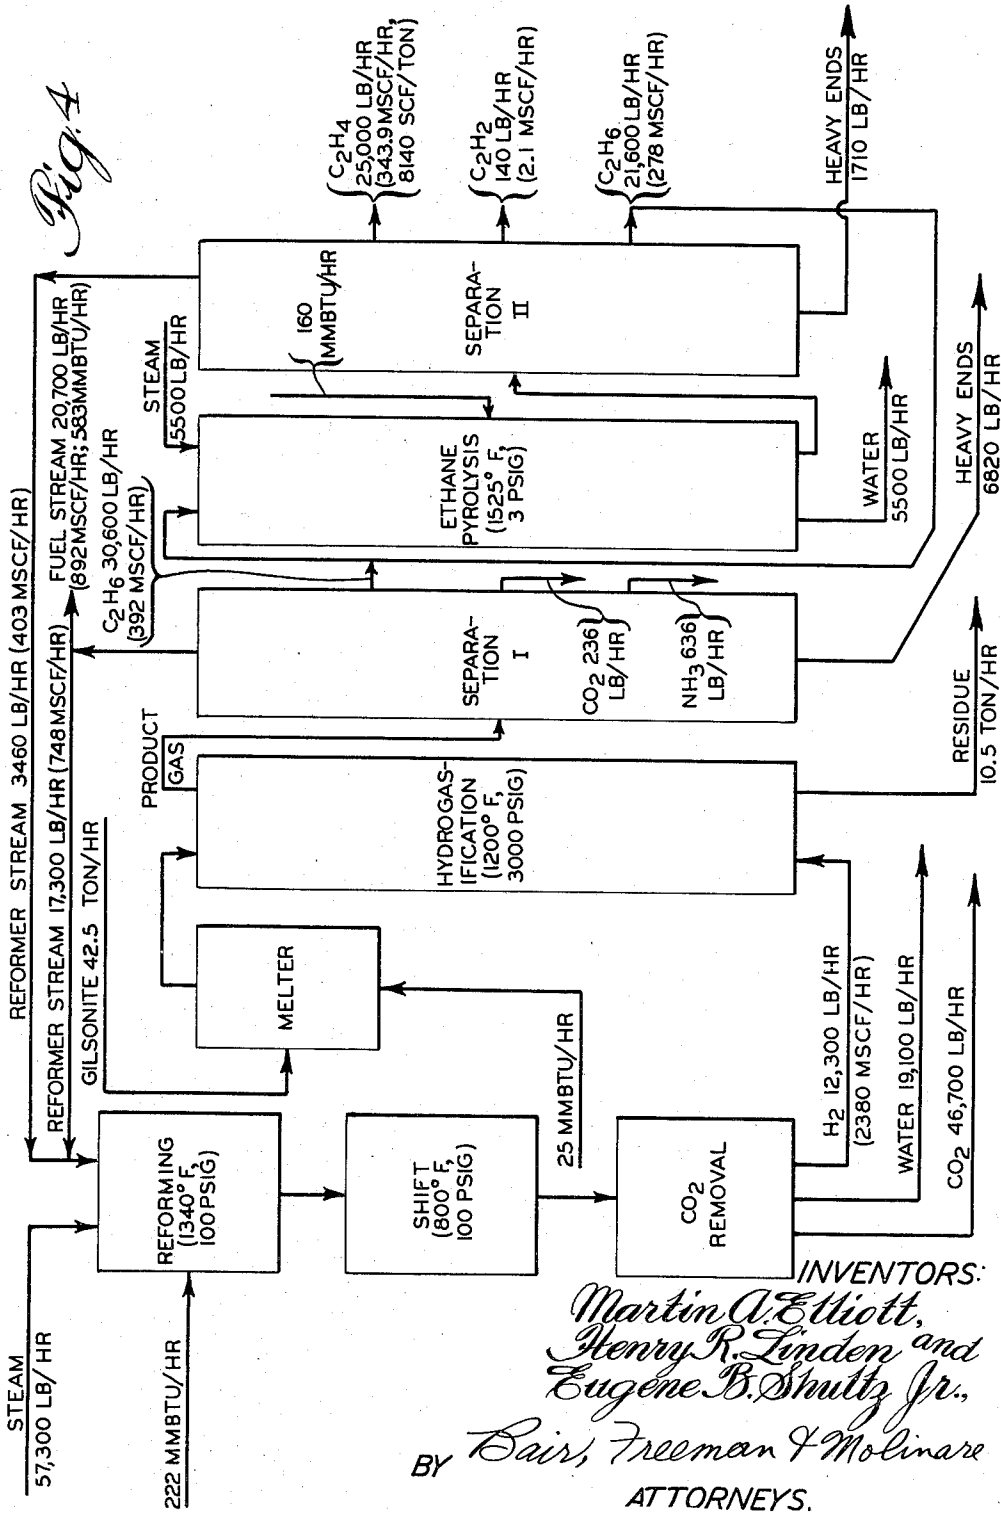 Fig. 4
REFORMER STREAM 3460 LB/HR (403 MSCF/HR)
REFORMER STREAM 17,300 LB/HR (748 MSCF/HR)
FUEL STREAM 20,700 LB/HR
(892 MSCF/HR; 583 MMBTU/HR)
GILSONITE 42.5 TON/HR
C2H6 30,600 LB/HR
(392 MSCF/HR)
STEAM
57,300 LB/HR
222 MMBTU/HR
REFORMING
(1340° F,
100 PSIG)
SHIFT
(800° F,
100 PSIG)
CO2
REMOVAL
MELTER
25 MMBTU/HR
H2 12,300 LB/HR
(2380 MSCF/HR)
WATER 19,100 LB/HR
CO2 46,700 LB/HR
PRODUCT
GAS
HYDROGAS-
IFICATION
(1200° F,
3000 PSIG)
RESIDUE
10.5 TON/HR
SEPARA-
TION
I
CO2 236
LB/HR
NH3 636
LB/HR
HEAVY ENDS
6820 LB/HR
STEAM
5500 LB/HR
160
MMBTU/HR
ETHANE
PYROLYSIS
(1525° F,
3 PSIG)
WATER
5500 LB/HR
SEPARA-
TION
II
C2H4
25,000 LB/HR
(343.9 MSCF/HR,
8140 SCF/TON)
C2H2
140 LB/HR
(2.1 MSCF/HR)
C2H6
21,600 LB/HR
(278 MSCF/HR)
HEAVY ENDS
1710 LB/HR
INVENTORS:
Martin A. Elliott,
Henry R. Linden and
Eugene B. Shultz Jr.,
BY Bair, Freeman & Molinare
ATTORNEYS.